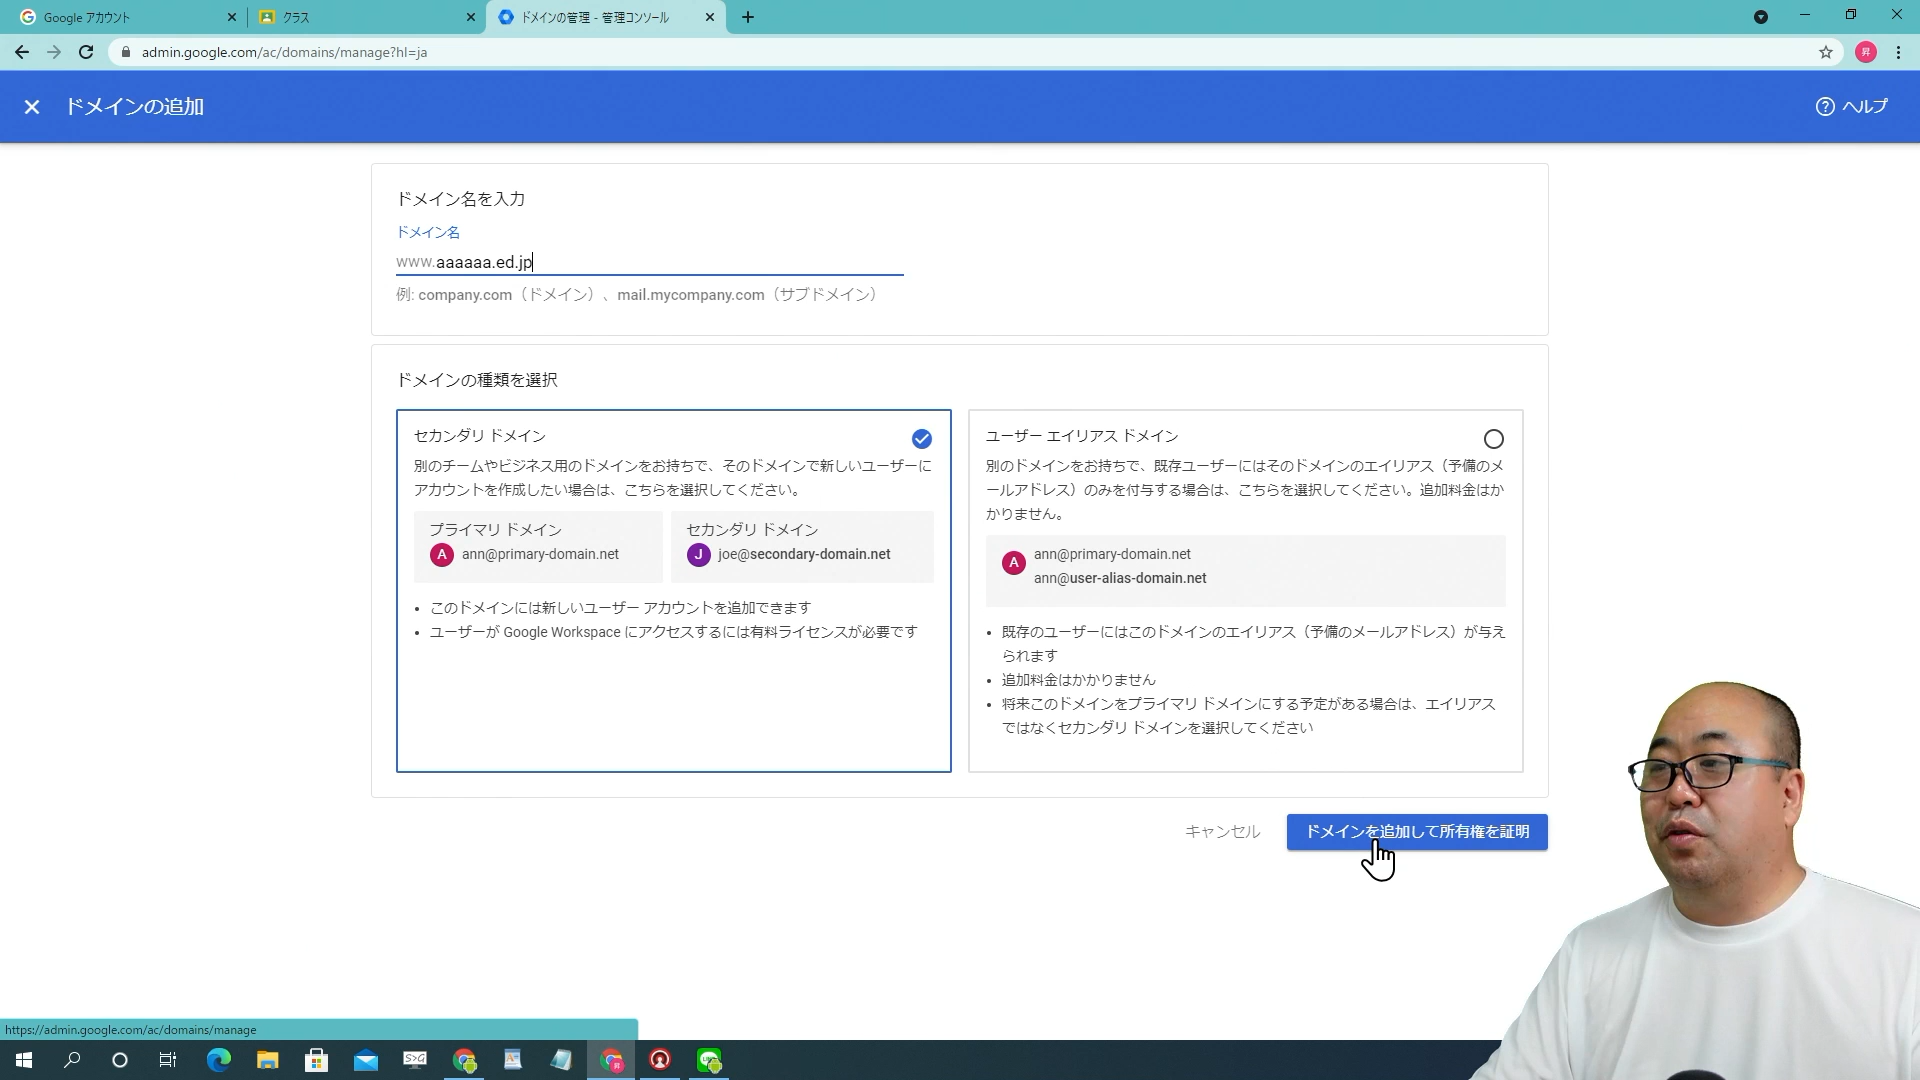 Google アカウント
クラス
ドメインの管理 - 管理コンソール
admin.google.com/ac/domains/manage?hl=ja
昇
ドメインの追加
ヘルプ
ドメイン名を入力
ドメイン名
www.aaaaaa.ed.jp
例: company.com（ドメイン）、mail.mycompany.com（サブドメイン）
ドメインの種類を選択
セカンダリ ドメイン
別のチームやビジネス用のドメインをお持ちで、そのドメインで新しいユーザーに
アカウントを作成したい場合は、こちらを選択してください。
プライマリ ドメイン
A ann@primary-domain.net
セカンダリ ドメイン
J joe@secondary-domain.net
• このドメインには新しいユーザー アカウントを追加できます
• ユーザーが Google Workspace にアクセスするには有料ライセンスが必要です
ユーザー エイリアス ドメイン
別のドメインをお持ちで、既存ユーザーにはそのドメインのエイリアス（予備のメ
ールアドレス）のみを付与する場合は、こちらを選択してください。追加料金はか
かりません。
A
ann@primary-domain.net
ann@user-alias-domain.net
• 既存のユーザーにはこのドメインのエイリアス（予備のメールアドレス）が与え
られます
• 追加料金はかかりません
• 将来このドメインをプライマリ ドメインにする予定がある場合は、エイリアス
ではなくセカンダリ ドメインを選択してください
キャンセル
ドメインを追加して所有権を証明
https://admin.google.com/ac/domains/manage